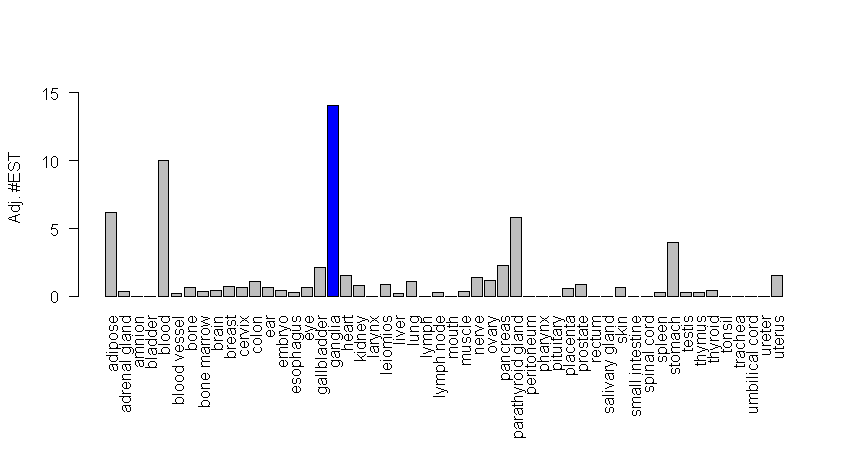 Adj. #EST
15
10
5
0
adipose
adrenal gland
amnion
bladder
blood
blood vessel
bone
bone marrow
brain
breast
cervix
colon
ear
embryo
esophagus
eye
gallbladder
ganglia
heart
kidney
larynx
leiomios
liver
lung
lymph
lymph node
mouth
muscle
nerve
ovary
pancreas
parathyroid gland
peritoneum
pharynx
pituitary
placenta
prostate
rectum
salivary gland
skin
small intestine
spinal cord
spleen
stomach
testis
thymus
thyroid
tonsil
trachea
umbilical cord
ureter
uterus